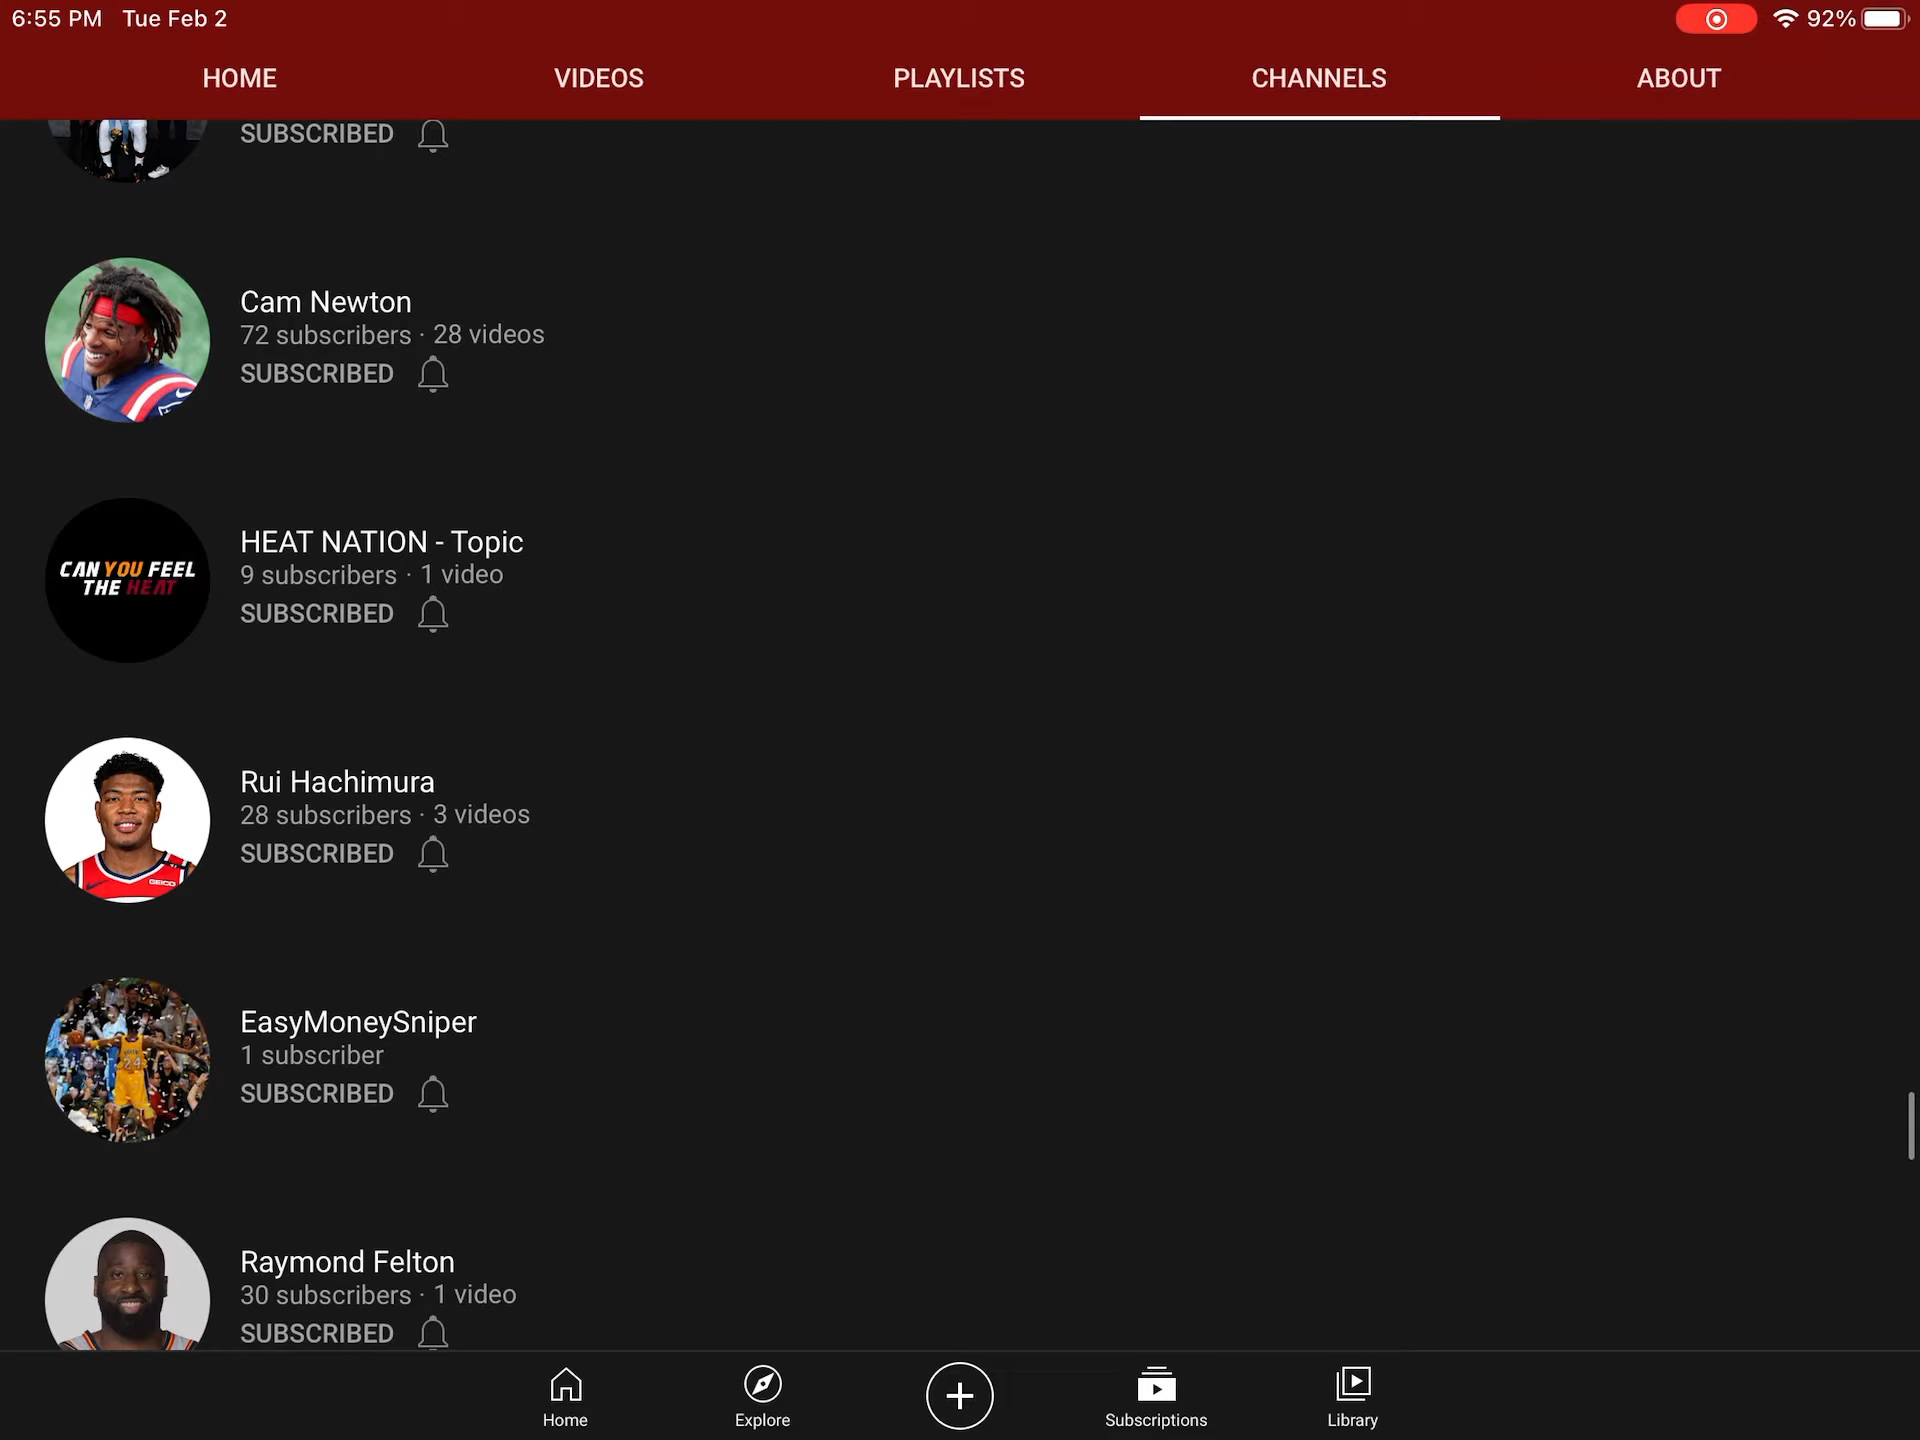 6:55 PM Tue Feb 2
92%
HOME VIDEOS PLAYLISTS CHANNELS ABOUT
SUBSCRIBED
Cam Newton
72 subscribers · 28 videos
SUBSCRIBED
CAN YOU FEEL
THE HEAT
HEAT NATION - Topic
9 subscribers · 1 video
SUBSCRIBED
Rui Hachimura
28 subscribers · 3 videos
SUBSCRIBED
GEICO
EasyMoneySniper
1 subscriber
SUBSCRIBED
24
Raymond Felton
30 subscribers · 1 video
SUBSCRIBED
Home Explore Subscriptions Library